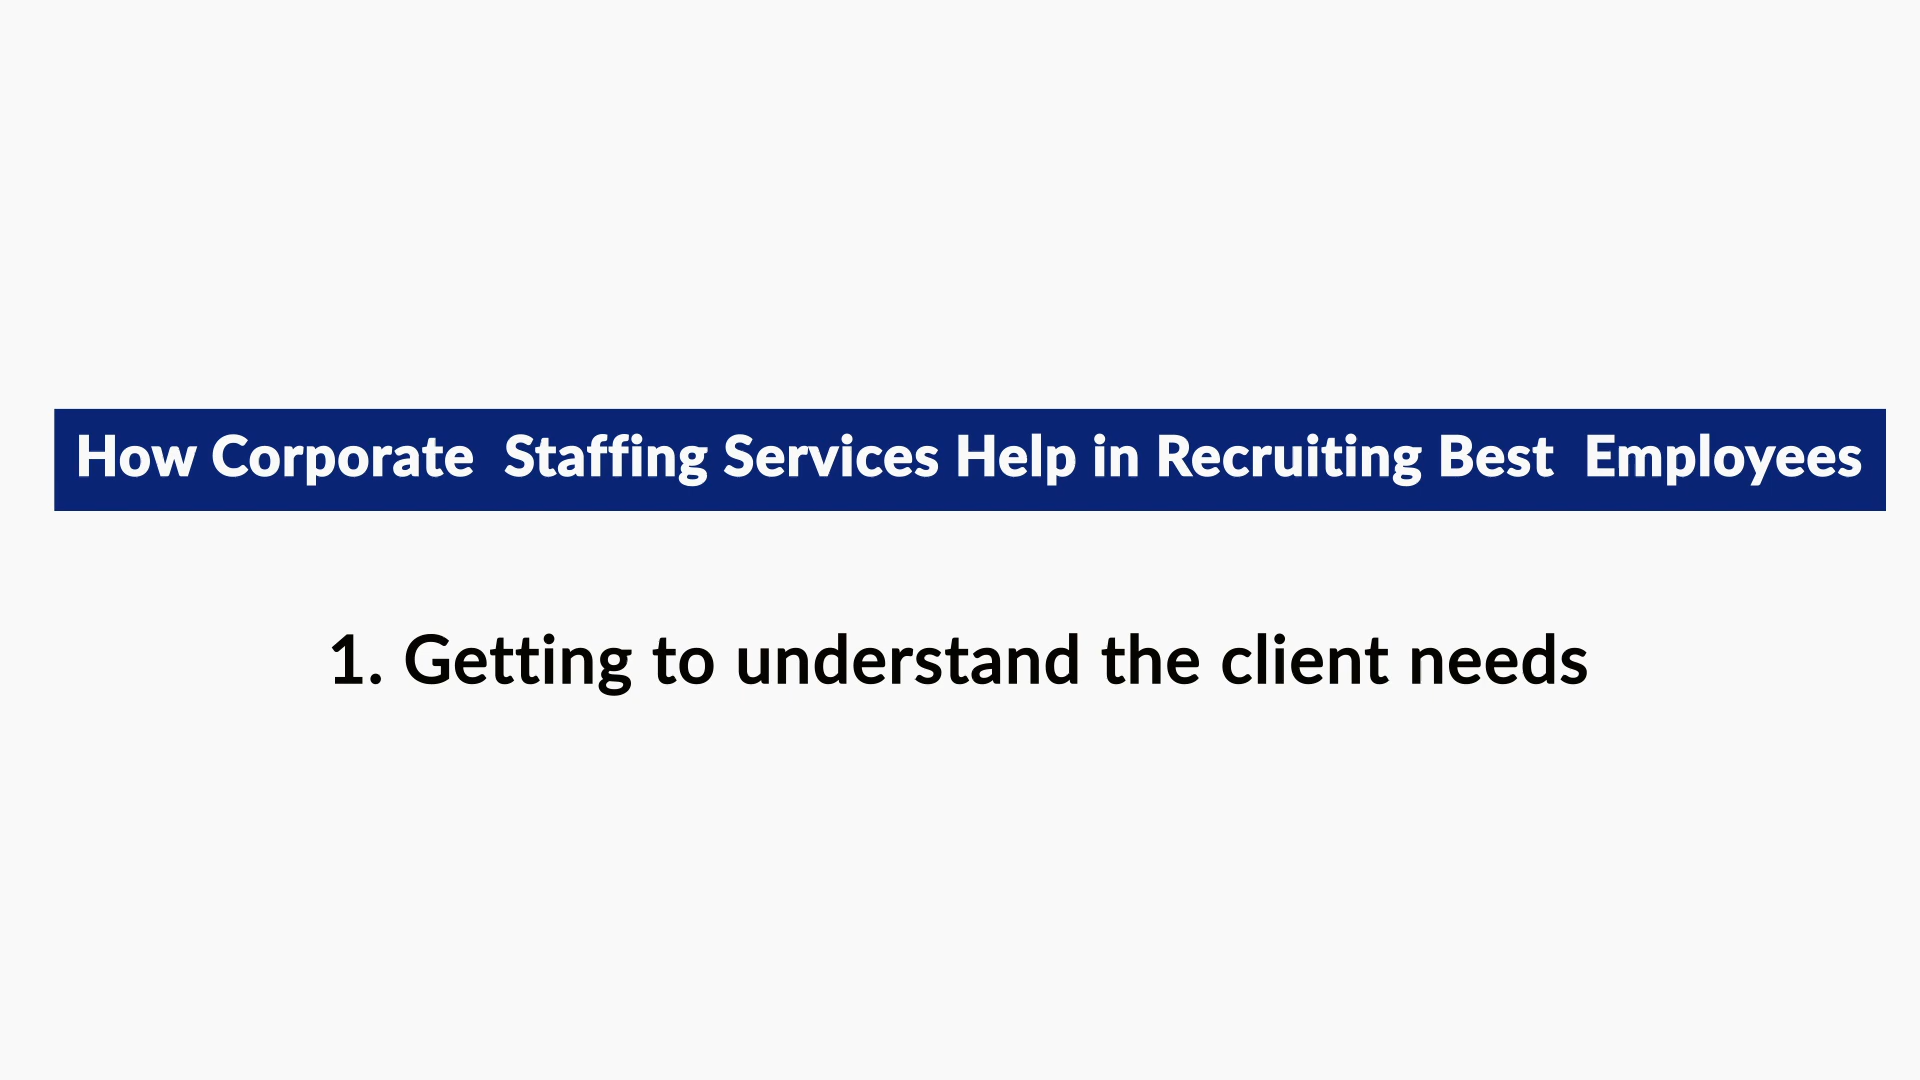 How Corporate  Staffing Services Help in Recruiting Best  Employees
1. Getting to understand the client needs